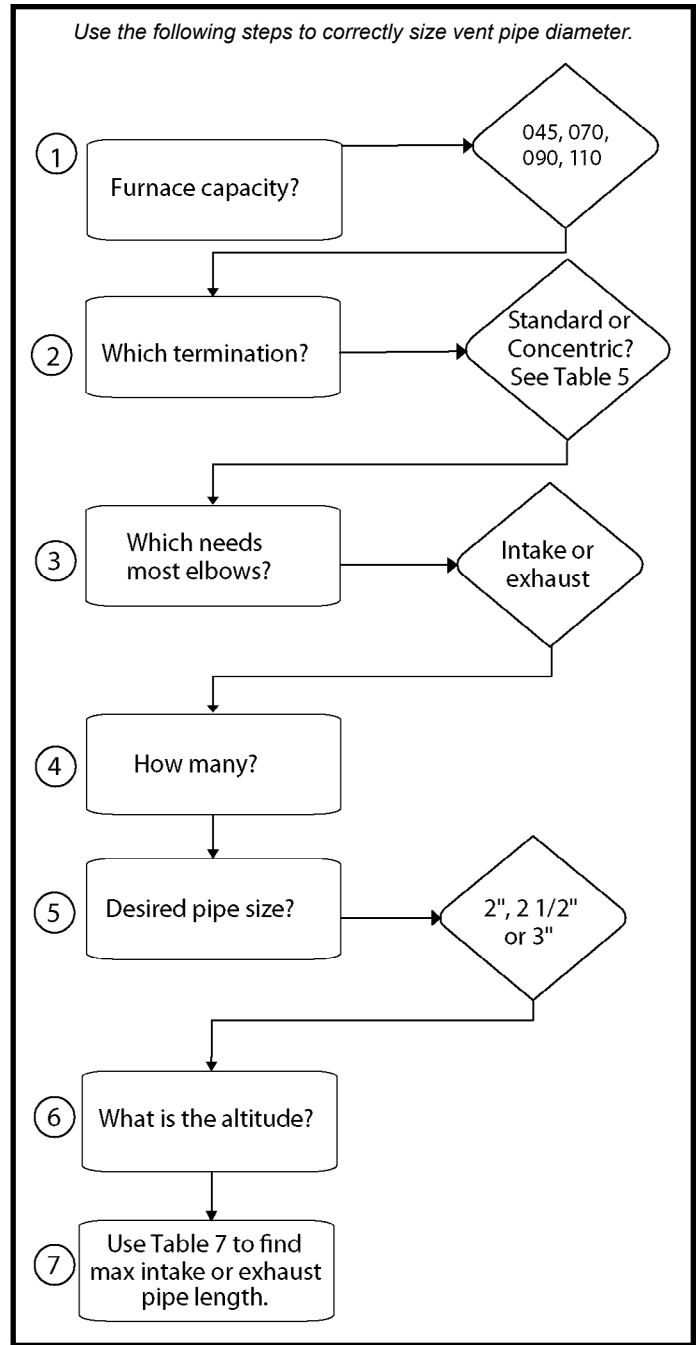 Use the following steps to correctly size vent pipe diameter.
1
Furnace capacity?
045, 070,
090, 110
2
Which termination?
Standard or
Concentric?
See Table 5
3
Which needs
most elbows?
Intake or
exhaust
4
How many?
5
Desired pipe size?
2", 2 1/2"
or 3"
6
What is the altitude?
7
Use Table 7 to find
max intake or exhaust
pipe length.